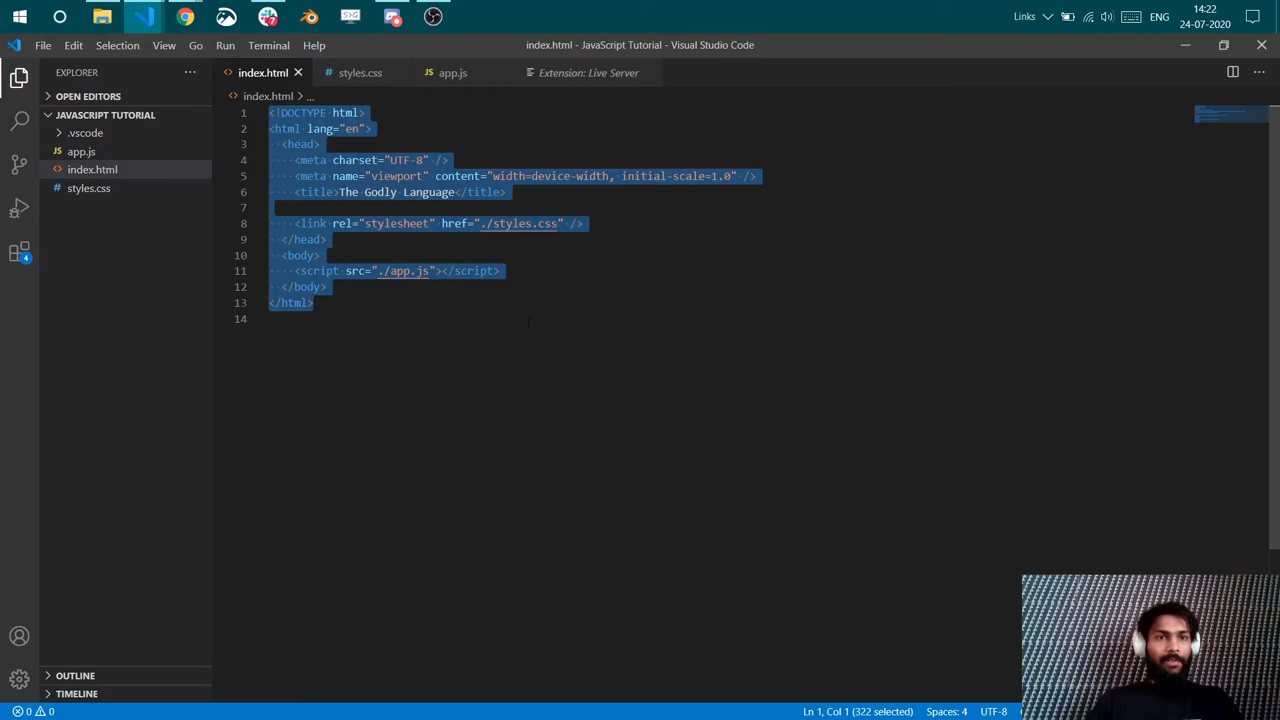 Links
ENG
14:22
24-07-2020
File Edit Selection View Go Run Terminal Help
index.html - JavaScript Tutorial - Visual Studio Code
EXPLORER
index.html
styles.css
JS app.js
Extension: Live Server
OPEN EDITORS
index.html > ...
JAVASCRIPT TUTORIAL
.vscode
JS app.js
index.html
styles.css
1 <!DOCTYPE html>
2 <html lang="en">
3 <head>
4 <meta charset="UTF-8" />
5 <meta name="viewport" content="width=device-width, initial-scale=1.0" />
6 <title>The Godly Language</title>
7
8 <link rel="stylesheet" href="./styles.css" />
9 </head>
10 <body>
11 <script src="./app.js"></script>
12 </body>
13 </html>
14
4
OUTLINE
TIMELINE
0 0
Ln 1, Col 1 (322 selected)
Spaces: 4
UTF-8